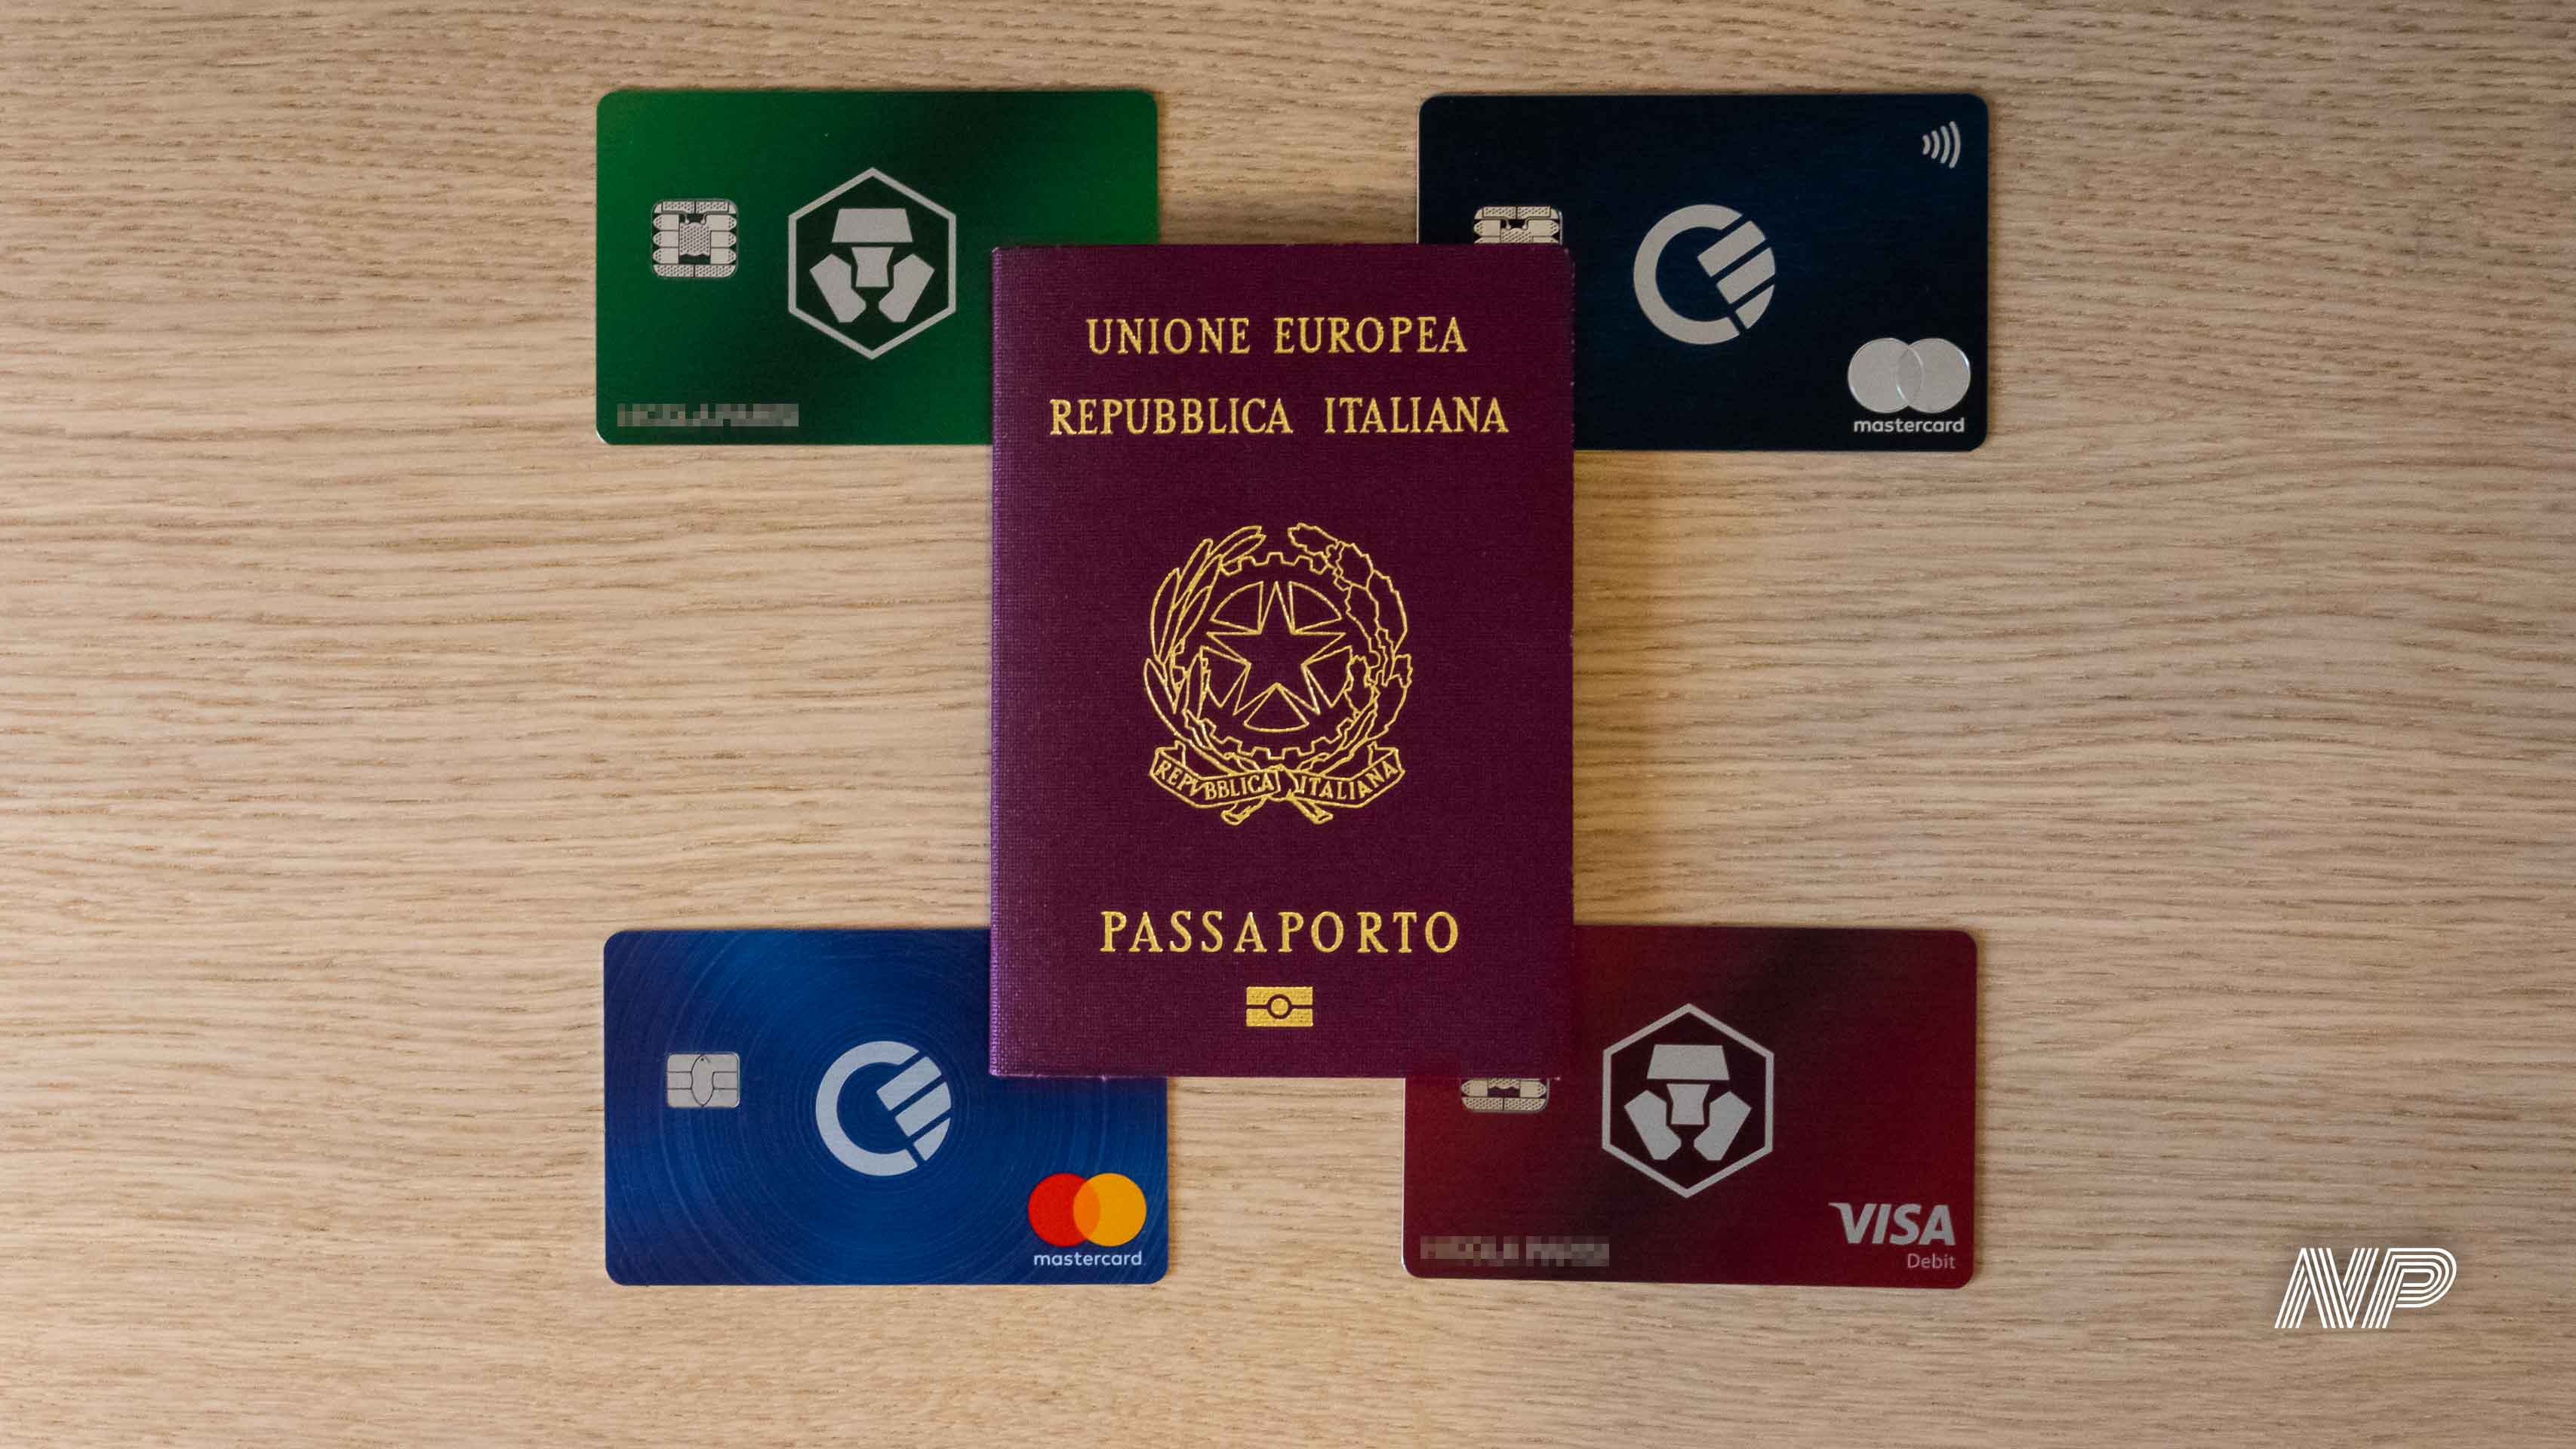 UNIONE EUROPEA
REPUBBLICA ITALIANA
mastercard
REPVBBLICA ITALIANA
PASSAPORTO
mastercard
VISA
Debit
NP